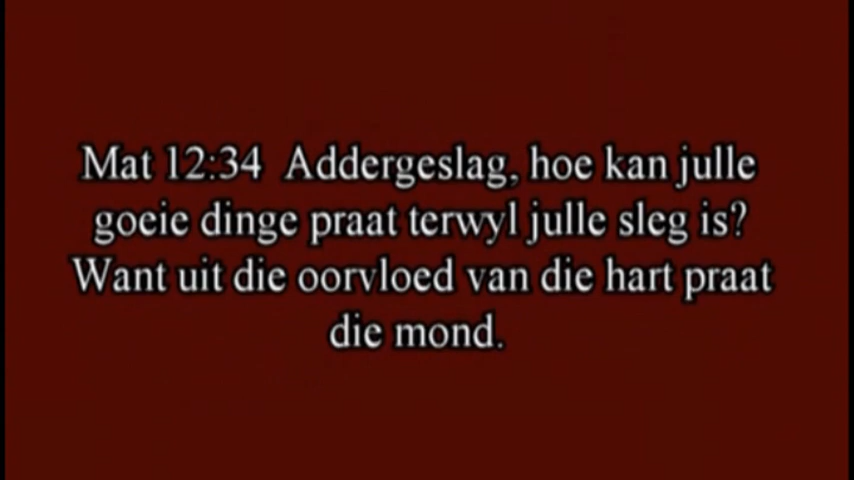 Mat 12:34 Addergeslag, hoe kan julle
goeie dinge praat terwyl julle sleg is?
Want uit die oorvloed van die hart praat
die mond.